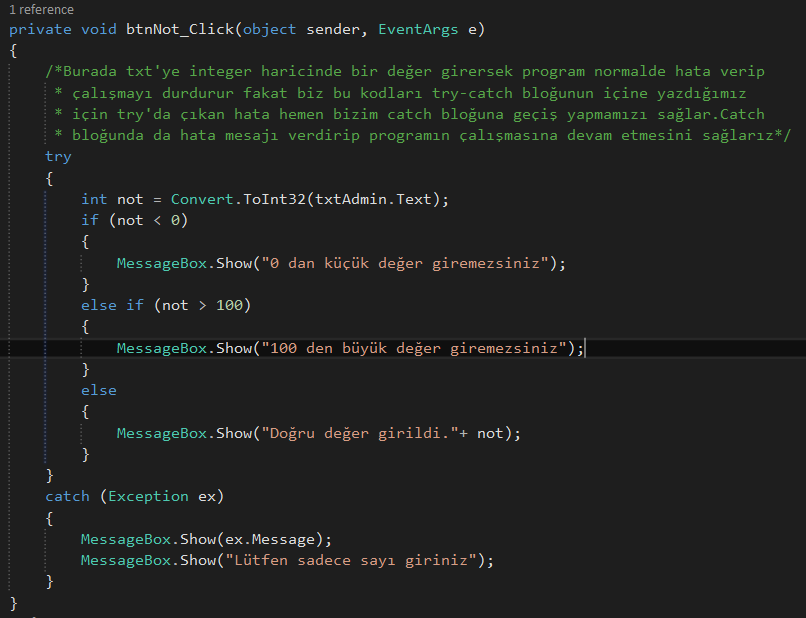 1 reference
private void btnNot_Click(object sender, EventArgs e)
{
/*Burada txt'ye integer haricinde bir değer girersek program normalde hata verip
* çalışmayı durdurur fakat biz bu kodları try-catch bloğunun içine yazdığımız
* için try'da çıkan hata hemen bizim catch bloğuna geçiş yapmamızı sağlar.Catch
* bloğunda da hata mesajı verdirip programın çalışmasına devam etmesini sağlarız*/
try
{
int not = Convert.ToInt32(txtAdmin.Text);
if (not < 0)
{
MessageBox.Show("0 dan küçük değer giremezsiniz");
}
else if (not > 100)
{
MessageBox.Show("100 den büyük değer giremezsiniz");
}
else
{
MessageBox.Show("Doğru değer girildi."+ not);
}
}
catch (Exception ex)
{
MessageBox.Show(ex.Message);
MessageBox.Show("Lütfen sadece sayı giriniz");
}
}